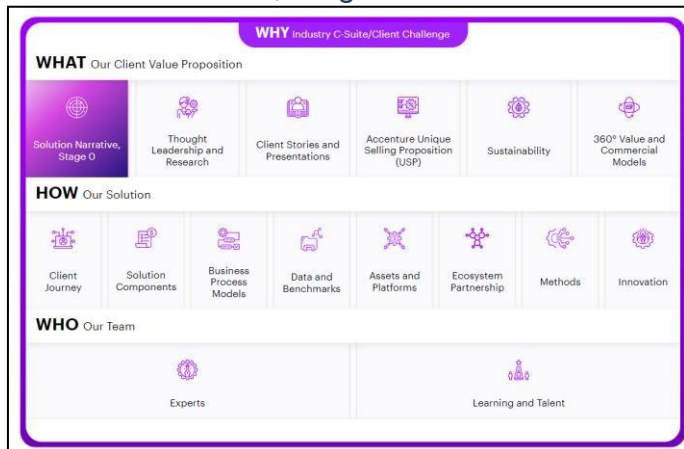 WHY Industry C-Suite/Client Challenge
WHAT Our Client Value Proposition
Solution Narrative,
Stage 0
Thought
Leadership and
Research
Client Stories and
Presentations
Accenture Unique
Selling Proposition
(USP)
Sustainability
360° Value and
Commercial
Models
HOW Our Solution
Client
Journey
Solution
Components
Business
Process
Models
Data and
Benchmarks
Assets and
Platforms
Ecosystem
Partnership
Methods
Innovation
WHO Our Team
Experts
Learning and Talent